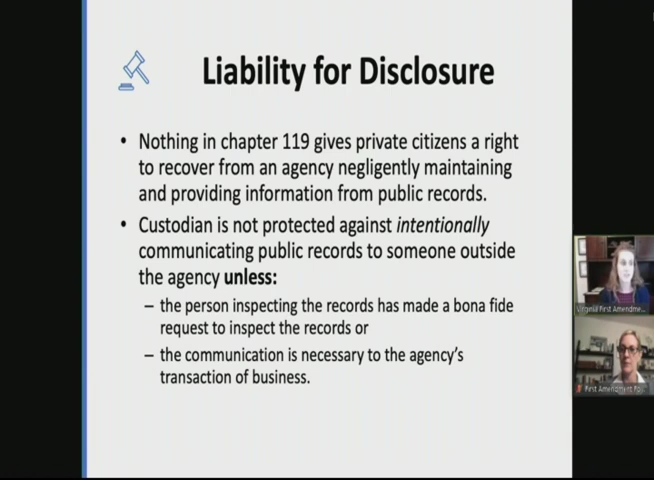 Liability for Disclosure
• Nothing in chapter 119 gives private citizens a right
to recover from an agency negligently maintaining
and providing information from public records.
• Custodian is not protected against intentionally
communicating public records to someone outside
the agency unless:
– the person inspecting the records has made a bona fide
request to inspect the records or
– the communication is necessary to the agency's
transaction of business.
Virginia First Amendme...
First Amendment Fo...